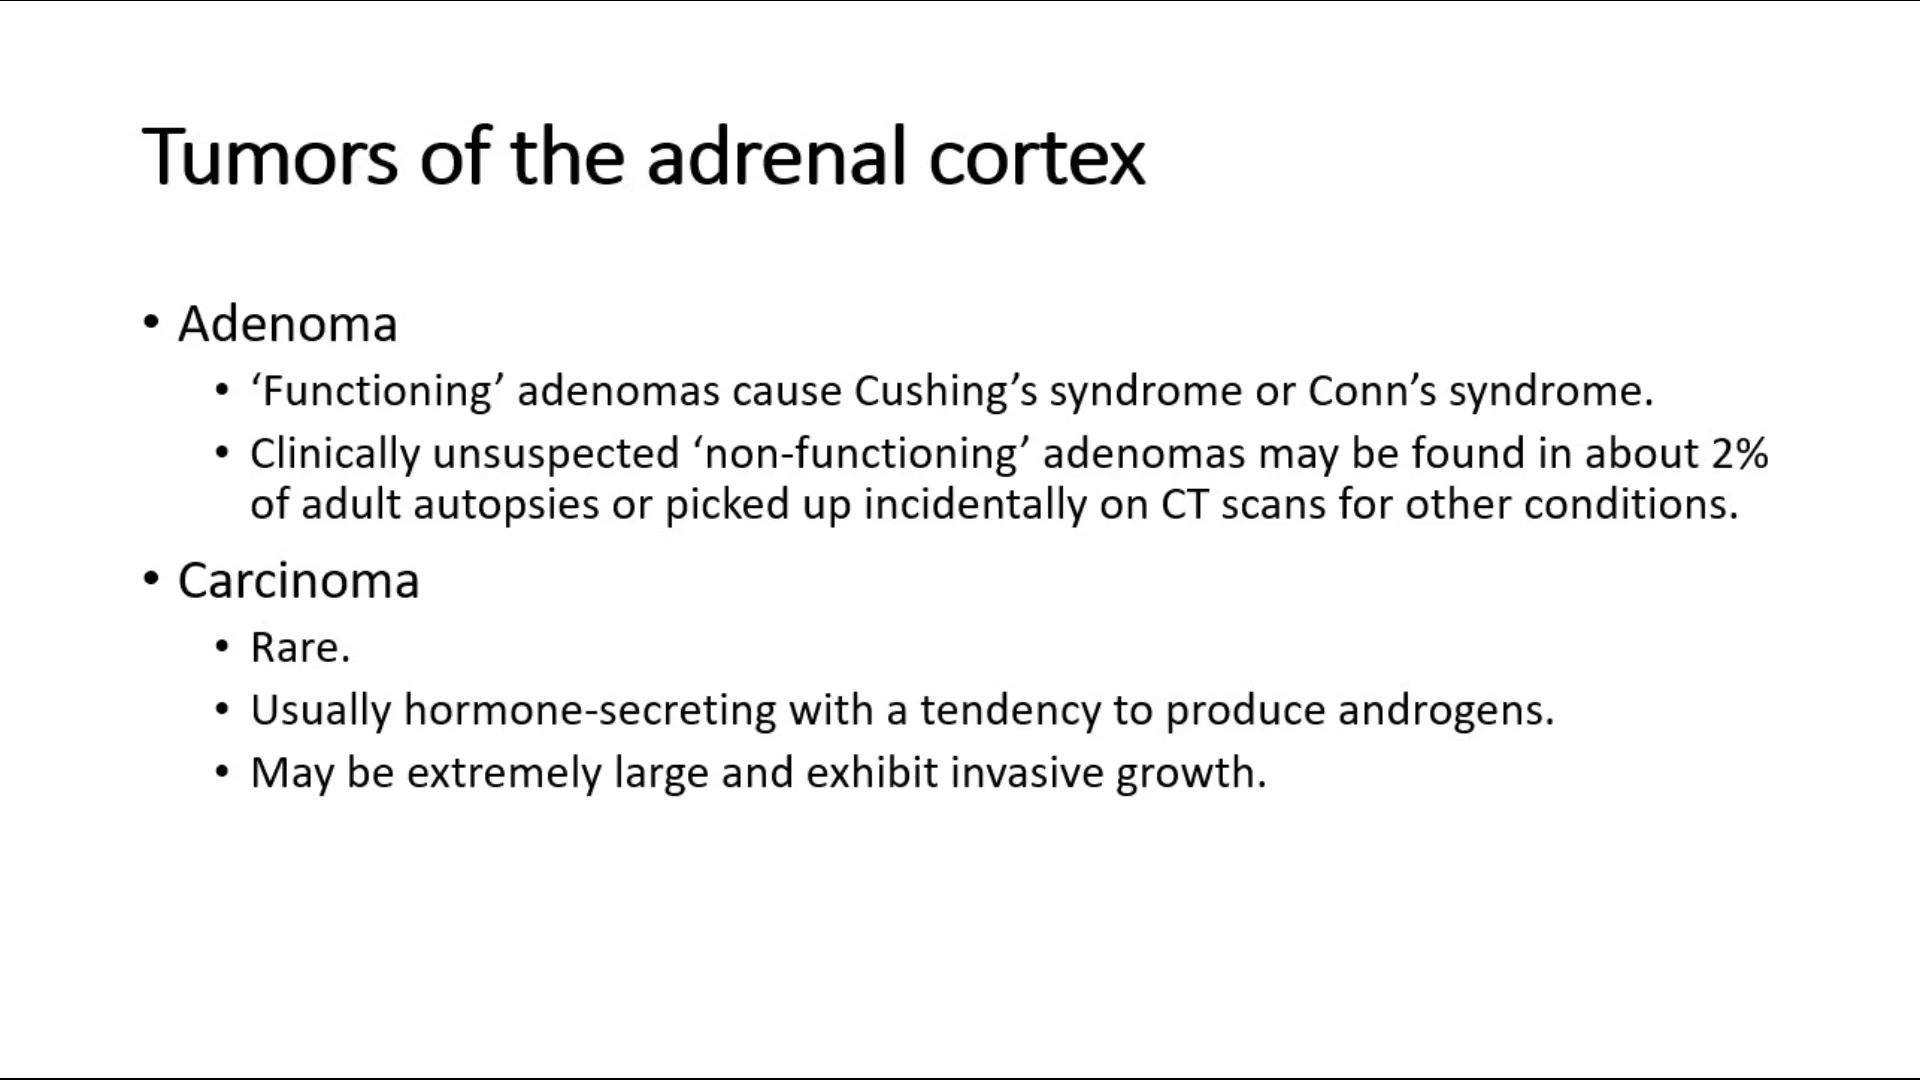 Tumors of the adrenal cortex
• Adenoma
• ‘Functioning’ adenomas cause Cushing’s syndrome or Conn’s syndrome.
• Clinically unsuspected ‘non-functioning’ adenomas may be found in about 2%
of adult autopsies or picked up incidentally on CT scans for other conditions.
• Carcinoma
• Rare.
• Usually hormone-secreting with a tendency to produce androgens.
• May be extremely large and exhibit invasive growth.